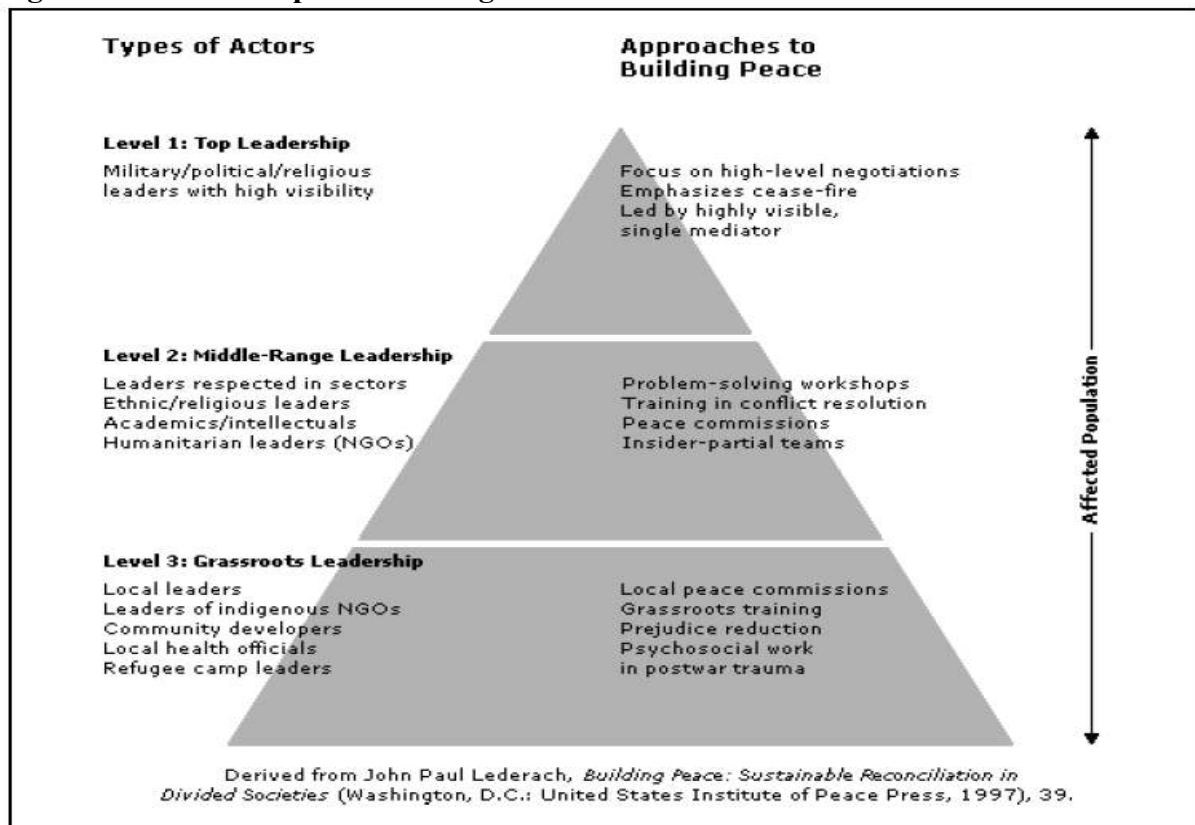 Types of Actors
Approaches to
Building Peace
Level 1: Top Leadership
Military/political/religious
leaders with high visibility
Focus on high-level negotiations
Emphasizes cease-fire
Led by highly visible,
single mediator
Level 2: Middle-Range Leadership
Leaders respected in sectors
Ethnic/religious leaders
Academics/intellectuals
Humanitarian leaders (NGOs)
Problem-solving workshops
Training in conflict resolution
Peace commissions
Insider-partial teams
Level 3: Grassroots Leadership
Local leaders
Leaders of indigenous NGOs
Community developers
Local health officials
Refugee camp leaders
Local peace commissions
Grassroots training
Prejudice reduction
Psychosocial work
in postwar trauma
Affected Population
Derived from John Paul Lederach, Building Peace: Sustainable Reconciliation in
Divided Societies (Washington, D.C.: United States Institute of Peace Press, 1997), 39.